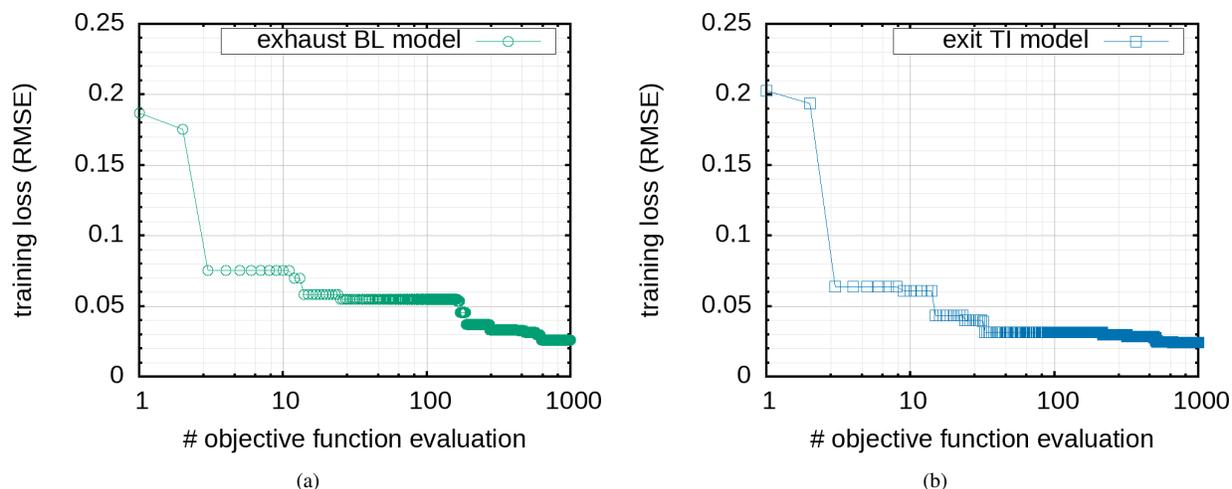 0.25
0.2
0.15
0.1
0.05
0
training loss (RMSE)
exhaust BL model
1 10 100 1000
# objective function evaluation
(a)
0.25
0.2
0.15
0.1
0.05
0
training loss (RMSE)
exit TI model
1 10 100 1000
# objective function evaluation
(b)